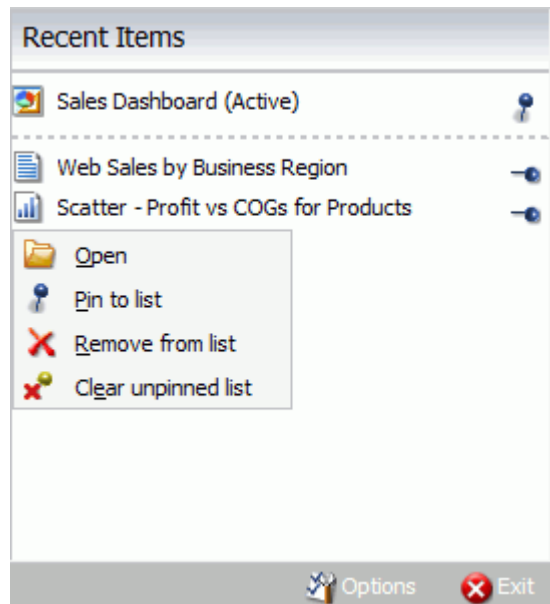 Recent Items
Sales Dashboard (Active)
Web Sales by Business Region
Scatter - Profit vs COGs for Products
Open
Pin to list
Remove from list
Clear unpinned list
Options Exit